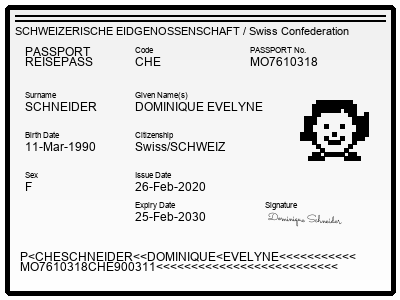 SCHWEIZERISCHE EIDGENOSSENSCHAFT / Swiss Confederation
PASSPORT Code PASSPORT No.
REISEPASS CHE MO7610318
Surname Given Name(s)
SCHNEIDER DOMINIQUE EVELYNE
Birth Date Citizenship
11-Mar-1990 Swiss/SCHWEIZ
Sex Issue Date
F 26-Feb-2020
Expiry Date Signature
25-Feb-2030 Dominique Schneider
P<CHESCHNEIDER<<DOMINIQUE<EVELYNE<<<<<<<<<<<
MO7610318CHE900311<<<<<<<<<<<<<<<<<<<<<<<<<<